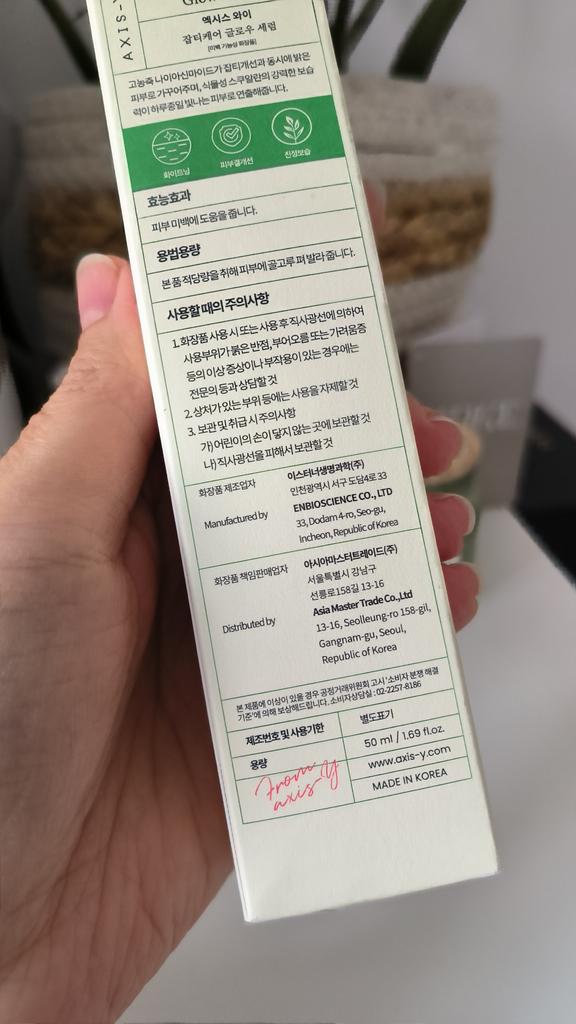 AXIS-Y
엑시스 와이
잡티케어 글로우 세럼
[미백 기능성 화장품]
고농축 나이아신마이드가 잡티개선과 동시에 밝은
피부로 가꾸어주며, 식물성 스쿠알란의 강력한 보습
력이 하루종일 빛나는 피부로 연출해줍니다.
화이트닝
피부결개선
진정보습
효능효과
피부 미백에 도움을 줍니다.
용법용량
본 품 적당량을 취해 피부에 골고루 펴 발라 줍니다.
사용할 때의 주의사항
1. 화장품 사용 시 또는 사용 후 직사광선에 의하여
사용부위가 붉은 반점, 부어오름 또는 가려움증
등의 이상 증상이나 부작용이 있는 경우에는
전문의 등과 상담할 것
2. 상처가 있는 부위 등에는 사용을 자제할 것
3. 보관 및 취급 시 주의사항
가) 어린이의 손이 닿지 않는 곳에 보관할 것
나) 직사광선을 피해서 보관할 것
화장품 제조업자
이스터너생명과학(주)
인천광역시 서구 도담4로 33
Manufactured by
ENBIOSCIENCE CO., LTD
33, Dodam 4-ro, Seo-gu,
Incheon, Republic of Korea
화장품 책임판매업자
아시아마스터트레이드(주)
서울특별시 강남구
선릉로158길 13-16
Distributed by
Asia Master Trade Co.,Ltd
13-16, Seolleung-ro 158-gil,
Gangnam-gu, Seoul,
Republic of Korea
본 제품에 이상이 있을 경우 공정거래위원회 고시 '소비자 분쟁 해결
기준'에 의해 보상해드립니다. 소비자상담실 : 02-2257-8186
제조번호 및 사용기한
별도표기
용량
50 ml / 1.69 fl.oz.
From
axis-Y
www.axis-y.com
MADE IN KOREA